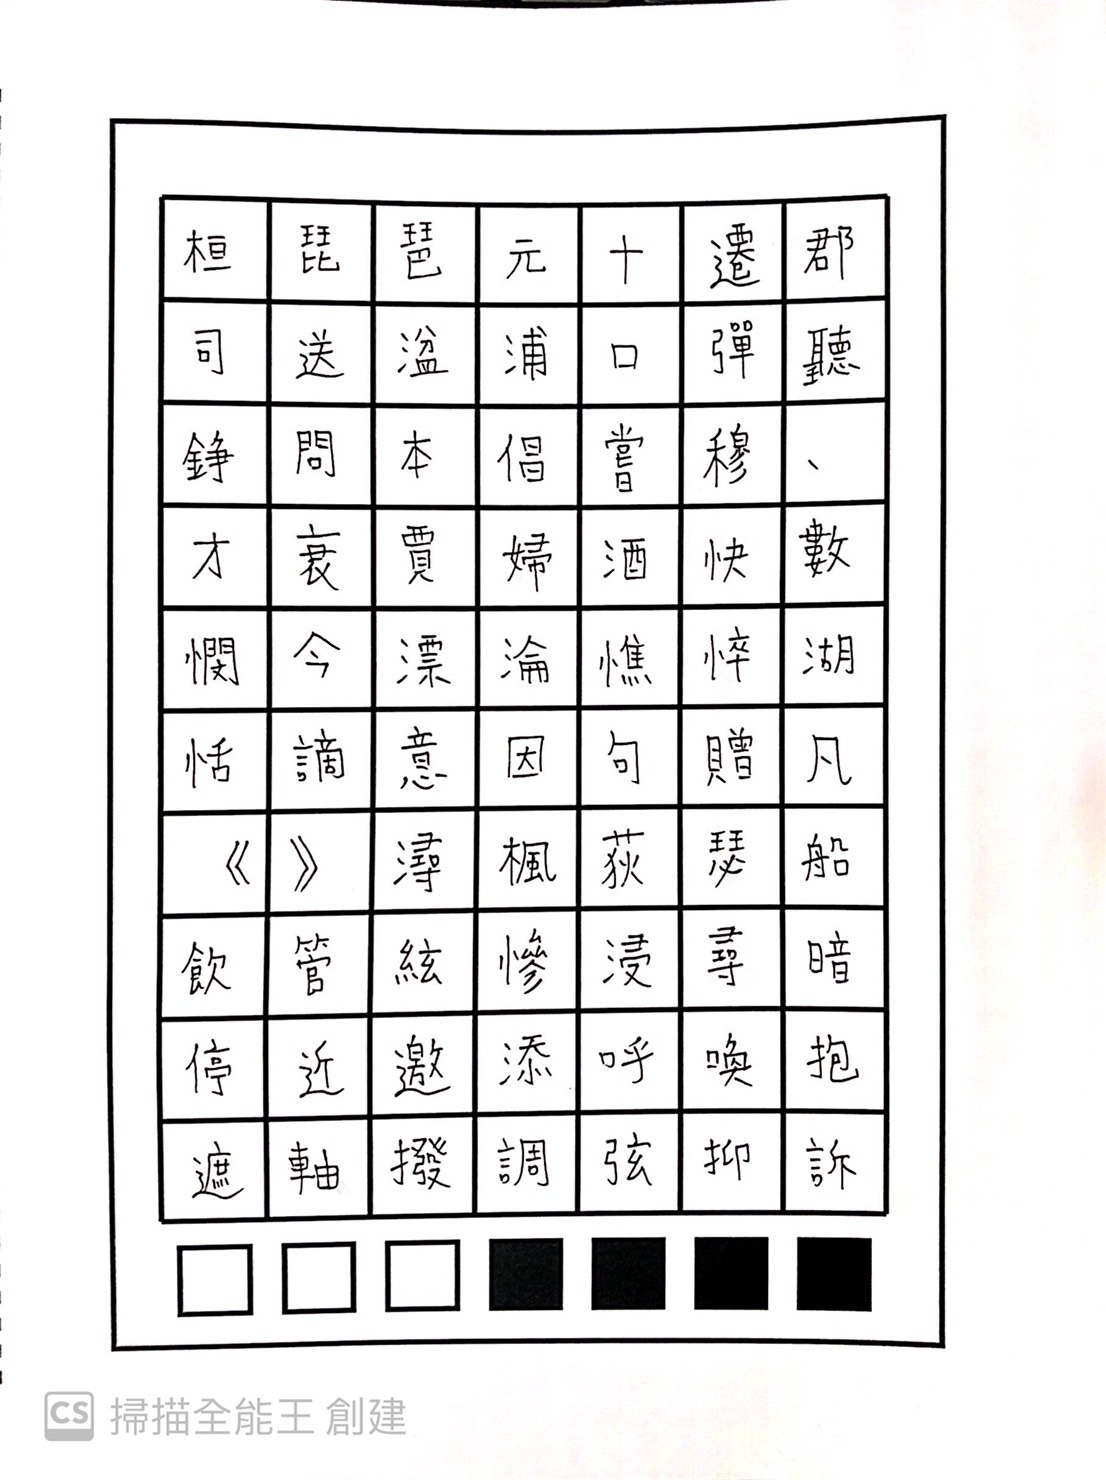 桓琵琶元十遷郡
司送湓浦口彈聽
錚問本倡嘗穆、
才衰賈婦酒快數
憫今漂淪憔悴湖
恬謫意因句贈凡
《》潯楓荻瑟船
飲管絃慘浸尋暗
停近邀添呼喚抱
遮軸撥調弦抑訴
CS 掃描全能王 創建